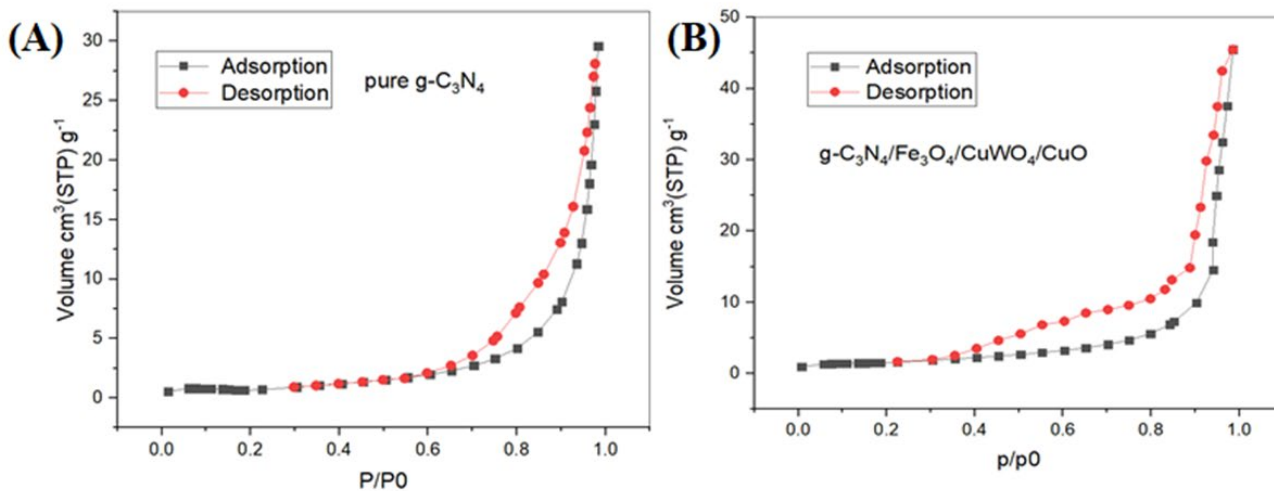 (A)
30
25
20
15
10
5
0
Volume cm³(STP) g⁻¹
Adsorption
Desorption
pure g-C₃N₄
0.0 0.2 0.4 0.6 0.8 1.0
P/P0
(B)
50
40
30
20
10
0
Volume cm³(STP) g⁻¹
Adsorption
Desorption
g-C₃N₄/Fe₃O₄/CuWO₄/CuO
0.0 0.2 0.4 0.6 0.8 1.0
p/p0